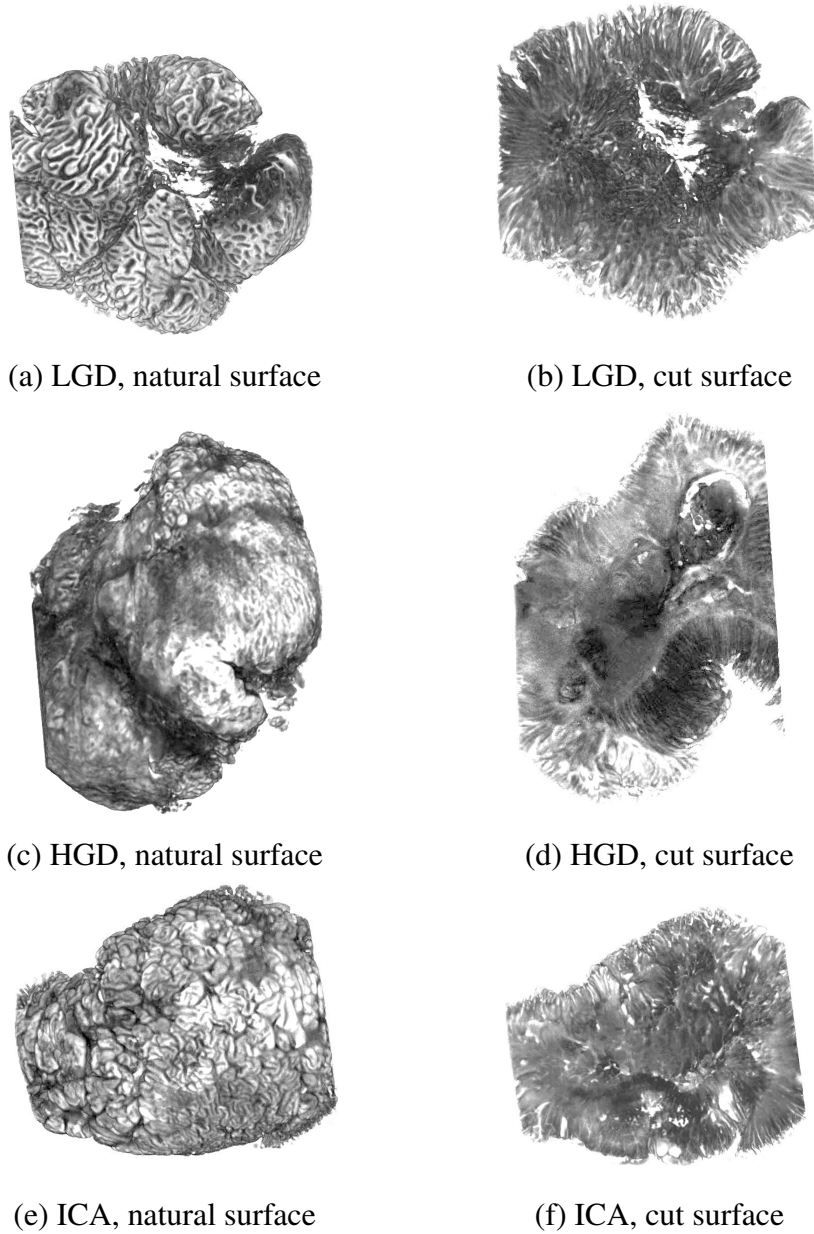 (a) LGD, natural surface
(b) LGD, cut surface
(c) HGD, natural surface
(d) HGD, cut surface
(e) ICA, natural surface
(f) ICA, cut surface